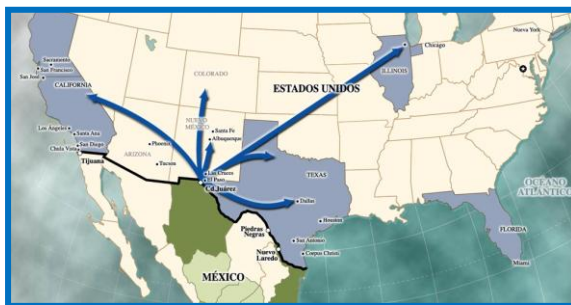 Nueva York
Chicago
Sacramento
San Francisco
San José
COLORADO
ILLINOIS
CALIFORNIA
ESTADOS UNIDOS
NUEVO
MÉXICO
Santa Fe
Albuquerque
Los Angeles
Santa Ana
San Diego
Chula Vista
Tijuana
ARIZONA
Phoenix
Tucson
Las Cruces
El Paso
Cd.Juárez
TEXAS
Dallas
OCÉANO
ATLÁNTICO
Houston
Piedras
Negras
San Antonio
FLORIDA
Nuevo
Laredo
Corpus Christi
Miami
MÉXICO